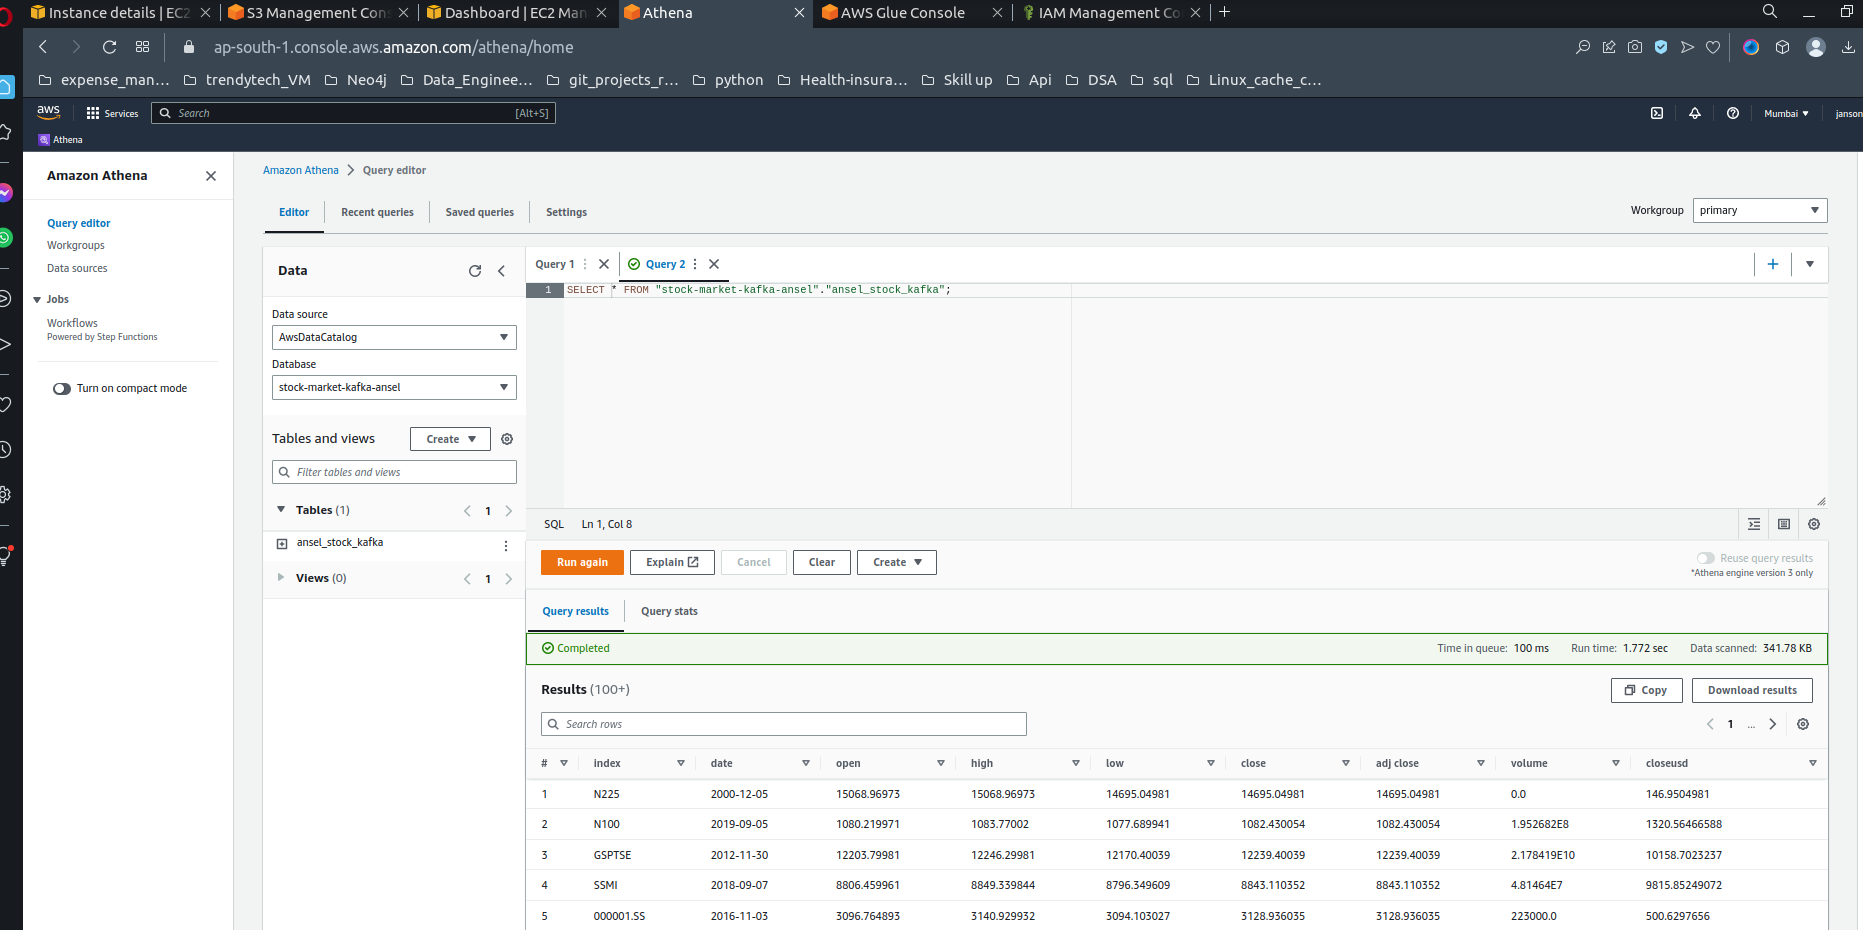 Instance details | EC2
S3 Management Con
Dashboard | EC2 Man
Athena
AWS Glue Console
IAM Management Co
ap-south-1.console.aws.amazon.com/athena/home
expense_man... trendytech_VM Neo4j Data_Enginee... git_projects_r... python Health-insura... Skill up Api DSA sql Linux_cache_c...
aws Services Search [Alt+S] Mumbai janson
Athena
Amazon Athena
Query editor
Workgroups
Data sources
Jobs
Workflows
Powered by Step Functions
Turn on compact mode
Amazon Athena Query editor
Editor Recent queries Saved queries Settings
Workgroup primary
Data
Data source
AwsDataCatalog
Database
stock-market-kafka-ansel
Tables and views Create
Filter tables and views
Tables (1) 1
ansel_stock_kafka
Views (0) 1
Query 1 Query 2
1 SELECT * FROM "stock-market-kafka-ansel"."ansel_stock_kafka";
SQL Ln 1, Col 8
Run again Explain Cancel Clear Create
Reuse query results
*Athena engine version 3 only
Query results Query stats
Completed Time in queue: 100 ms Run time: 1.772 sec Data scanned: 341.78 KB
Results (100+) Copy Download results
Search rows 1 ...
# index date open high low close adj close volume closeusd
1 N225 2000-12-05 15068.96973 15068.96973 14695.04981 14695.04981 14695.04981 0.0 146.9504981
2 N100 2019-09-05 1080.219971 1083.77002 1077.689941 1082.430054 1082.430054 1.952682E8 1320.56466588
3 GSPTSE 2012-11-30 12203.79981 12246.29981 12170.40039 12239.40039 12239.40039 2.178419E10 10158.7023237
4 SSMI 2018-09-07 8806.459961 8849.339844 8796.349609 8843.110352 8843.110352 4.81464E7 9815.85249072
5 000001.SS 2016-11-03 3096.764893 3140.929932 3094.103027 3128.936035 3128.936035 223000.0 500.6297656